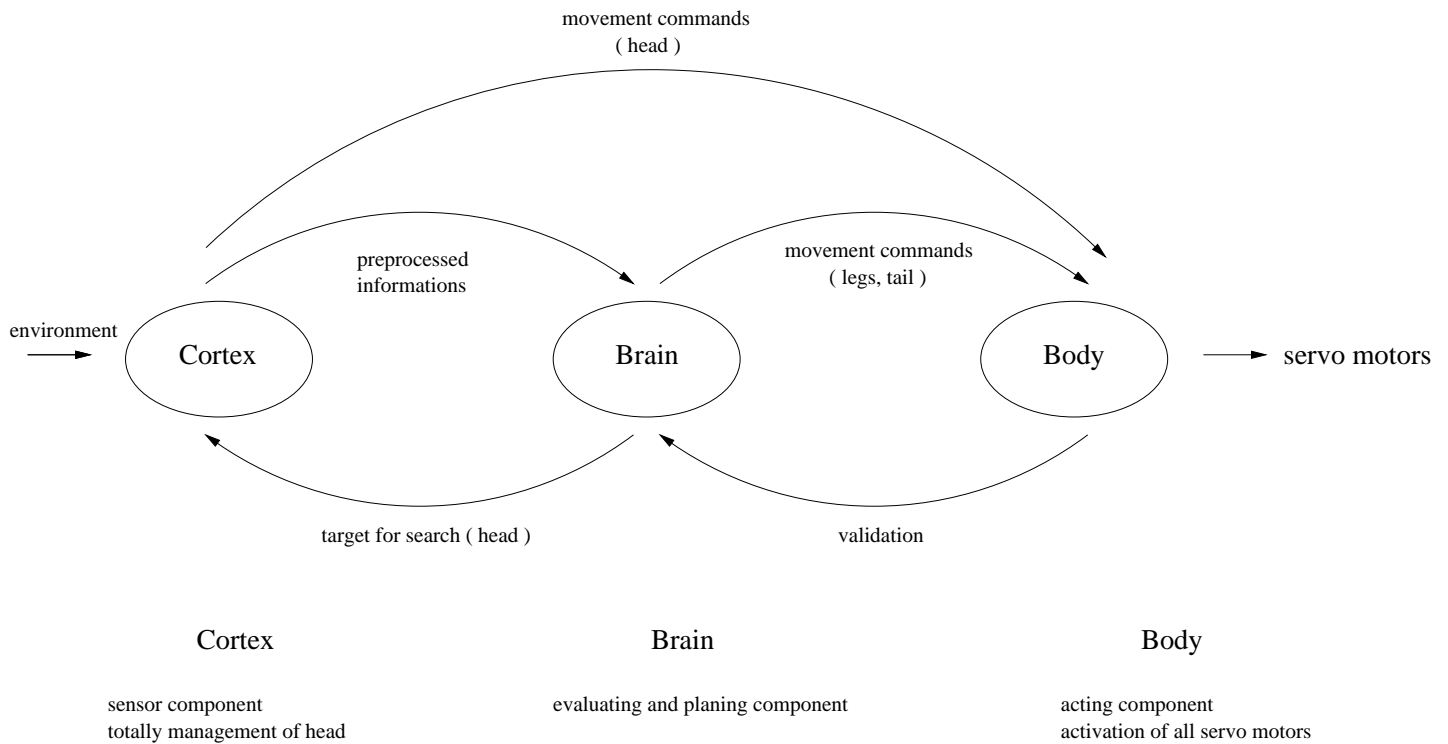 movement commands
( head )
preprocessed
informations
movement commands
( legs, tail )
environment
Cortex
Brain
Body
servo motors
target for search ( head )
validation
Cortex
Brain
Body
sensor component
totally management of head
evaluating and planing component
acting component
activation of all servo motors